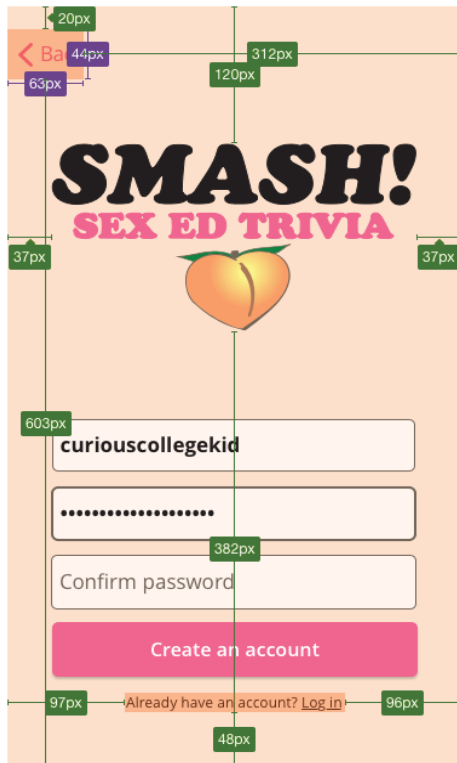 20px
Ba
44px
312px
120px
63px
SMASH!
SEX ED TRIVIA
37px
37px
603px
curiouscollegekid
••••••••••••••••••••
382px
Confirm password
Create an account
97px
Already have an account? Log in
96px
48px